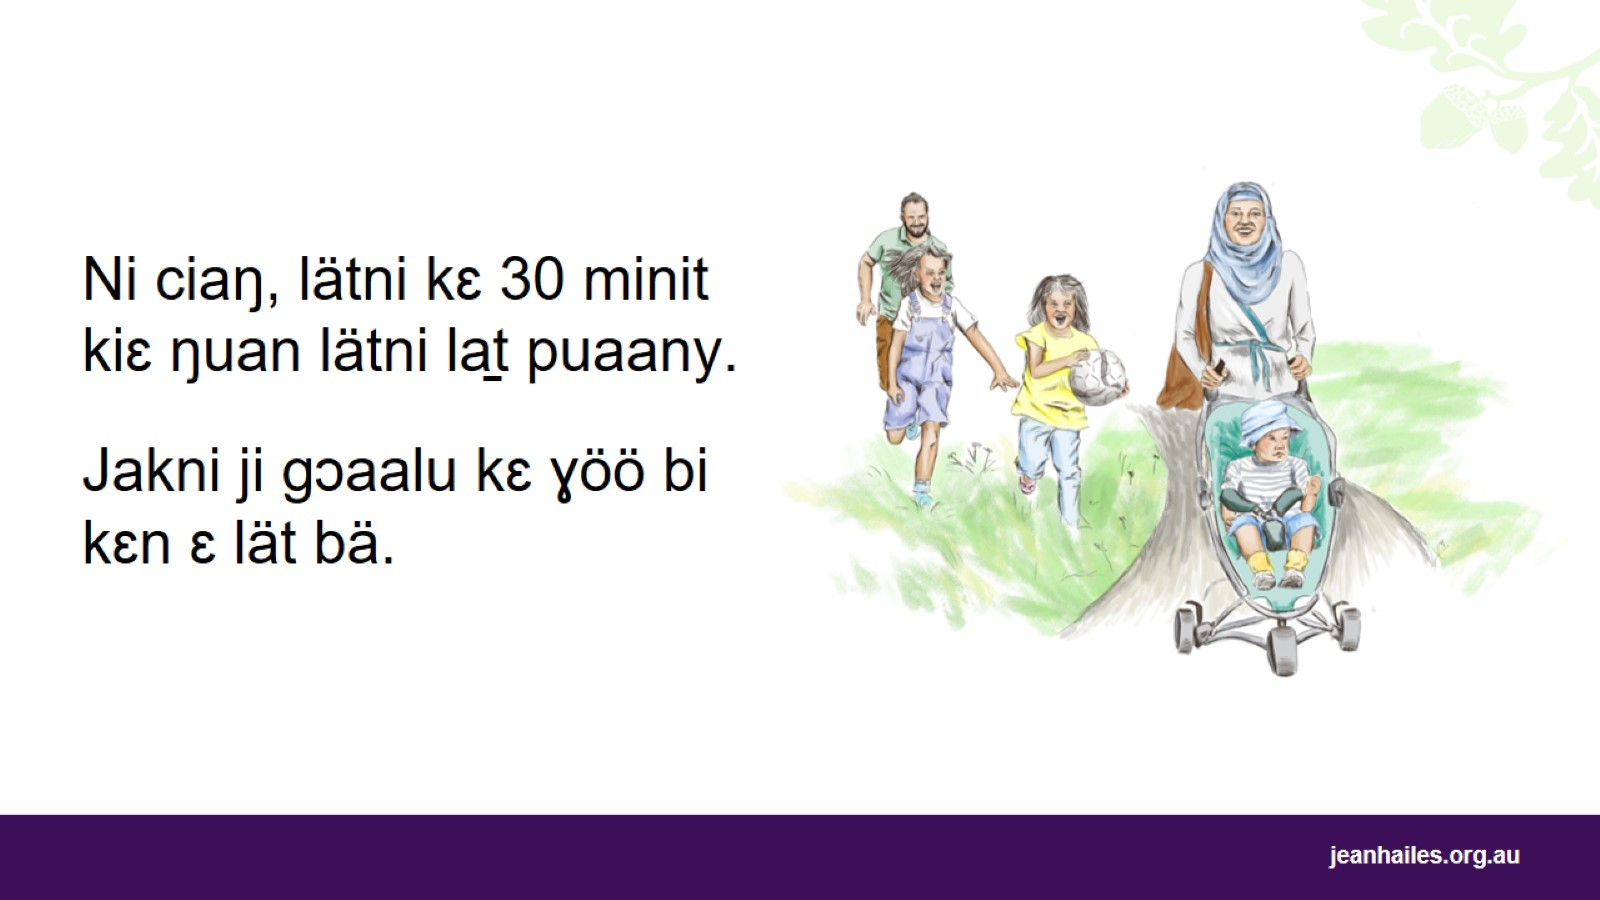 Ni ciaŋ, lätni kɛ 30 minit
kiɛ ŋuan lätni la̱ṯ puaany.
Jakni ji gɔaalu kɛ ɣöö bi
kɛn ɛ lät bä.
jeanhailes.org.au